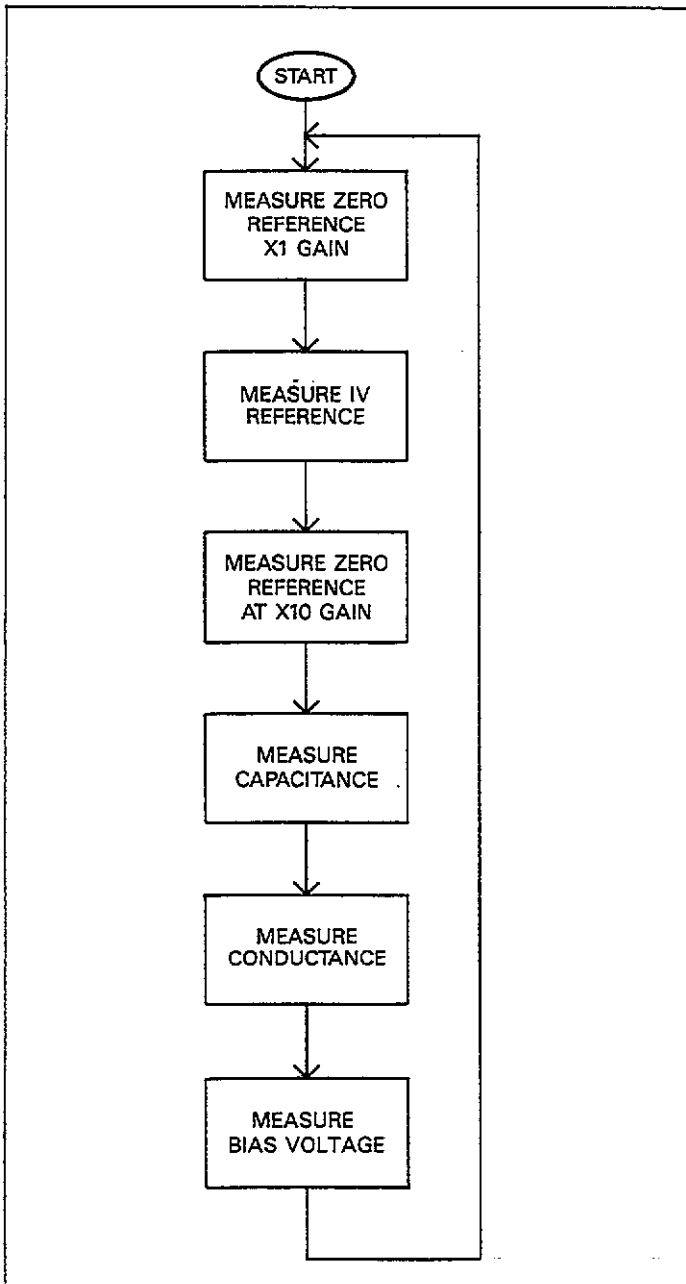 START
MEASURE ZERO
REFERENCE
X1 GAIN
MEASURE IV
REFERENCE
MEASURE ZERO
REFERENCE
AT X10 GAIN
MEASURE
CAPACITANCE
MEASURE
CONDUCTANCE
MEASURE
BIAS VOLTAGE